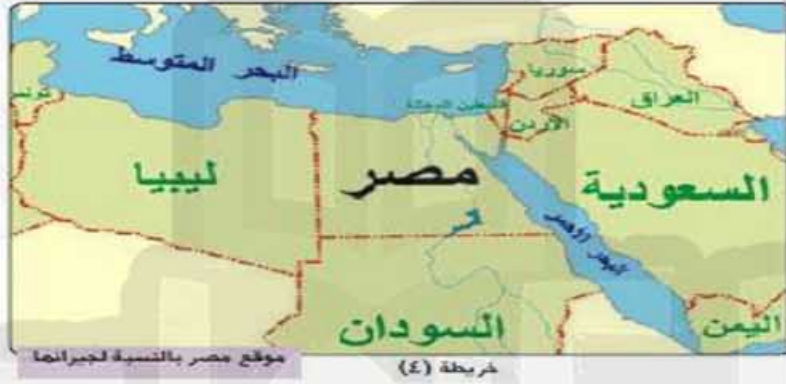 البحر المتوسط
تونس
سوريا
العراق
فلسطين المحتلة
الأردن
ليبيا
مصر
السعودية
البحر الأحمر
السودان
اليمن
موقع مصر بالنسبة لجيرانها
خريطة (٤)